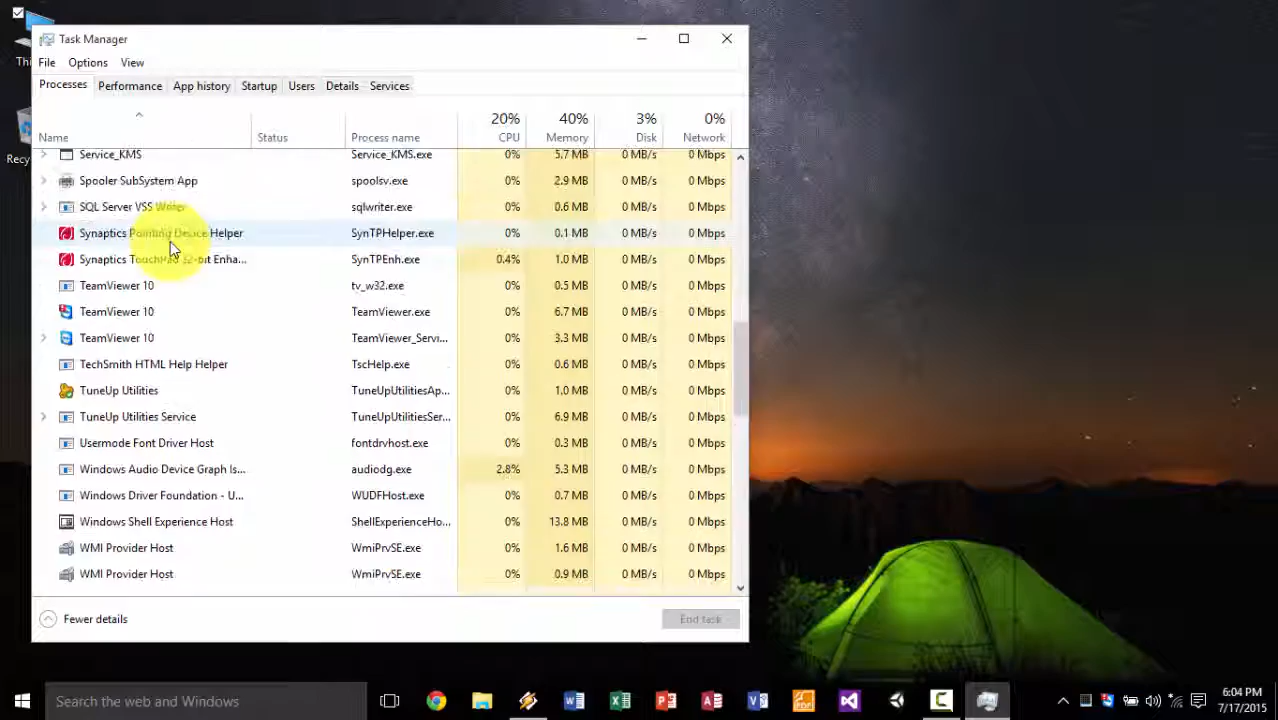 Thi
Recy
Task Manager
File Options View
Processes Performance App history Startup Users Details Services
20% 40% 3% 0%
Name Status Process name CPU Memory Disk Network
Service_KMS Service_KMS.exe 0% 5.7 MB 0 MB/s 0 Mbps
Spooler SubSystem App spoolsv.exe 0% 2.9 MB 0 MB/s 0 Mbps
SQL Server VSS Writer sqlwriter.exe 0% 0.6 MB 0 MB/s 0 Mbps
Synaptics Pointing Device Helper SynTPHelper.exe 0% 0.1 MB 0 MB/s 0 Mbps
Synaptics TouchPad 32-bit Enha... SynTPEnh.exe 0.4% 1.0 MB 0 MB/s 0 Mbps
TeamViewer 10 tv_w32.exe 0% 0.5 MB 0 MB/s 0 Mbps
TeamViewer 10 TeamViewer.exe 0% 6.7 MB 0 MB/s 0 Mbps
TeamViewer 10 TeamViewer_Servi... 0% 3.3 MB 0 MB/s 0 Mbps
TechSmith HTML Help Helper TscHelp.exe 0% 0.6 MB 0 MB/s 0 Mbps
TuneUp Utilities TuneUpUtilitiesAp... 0% 1.0 MB 0 MB/s 0 Mbps
TuneUp Utilities Service TuneUpUtilitiesSer... 0% 6.9 MB 0 MB/s 0 Mbps
Usermode Font Driver Host fontdrvhost.exe 0% 0.3 MB 0 MB/s 0 Mbps
Windows Audio Device Graph Is... audiodg.exe 2.8% 5.3 MB 0 MB/s 0 Mbps
Windows Driver Foundation - U... WUDFHost.exe 0% 0.7 MB 0 MB/s 0 Mbps
Windows Shell Experience Host ShellExperienceHo... 0% 13.8 MB 0 MB/s 0 Mbps
WMI Provider Host WmiPrvSE.exe 0% 1.6 MB 0 MB/s 0 Mbps
WMI Provider Host WmiPrvSE.exe 0% 0.9 MB 0 MB/s 0 Mbps
Fewer details End task
Search the web and Windows
6:04 PM
7/17/2015